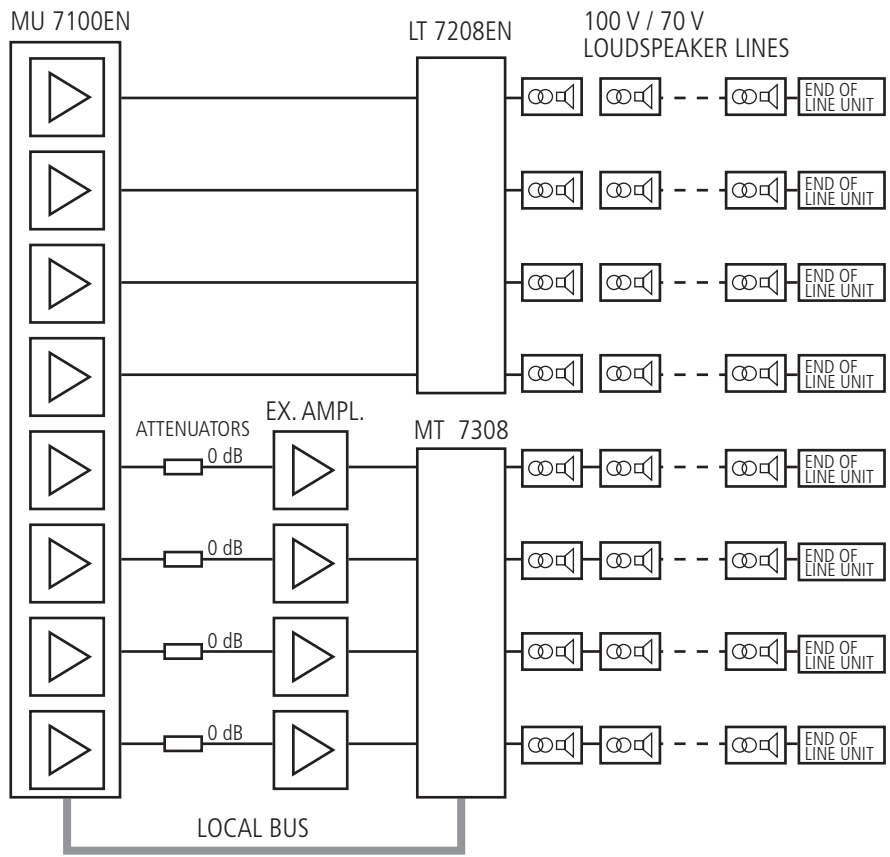 MU 7100EN
LT 7208EN
100 V / 70 V
LOUDSPEAKER LINES
END OF
LINE UNIT
END OF
LINE UNIT
END OF
LINE UNIT
END OF
LINE UNIT
ATTENUATORS
EX. AMPL.
MT 7308
0 dB
END OF
LINE UNIT
0 dB
END OF
LINE UNIT
0 dB
END OF
LINE UNIT
0 dB
END OF
LINE UNIT
LOCAL BUS